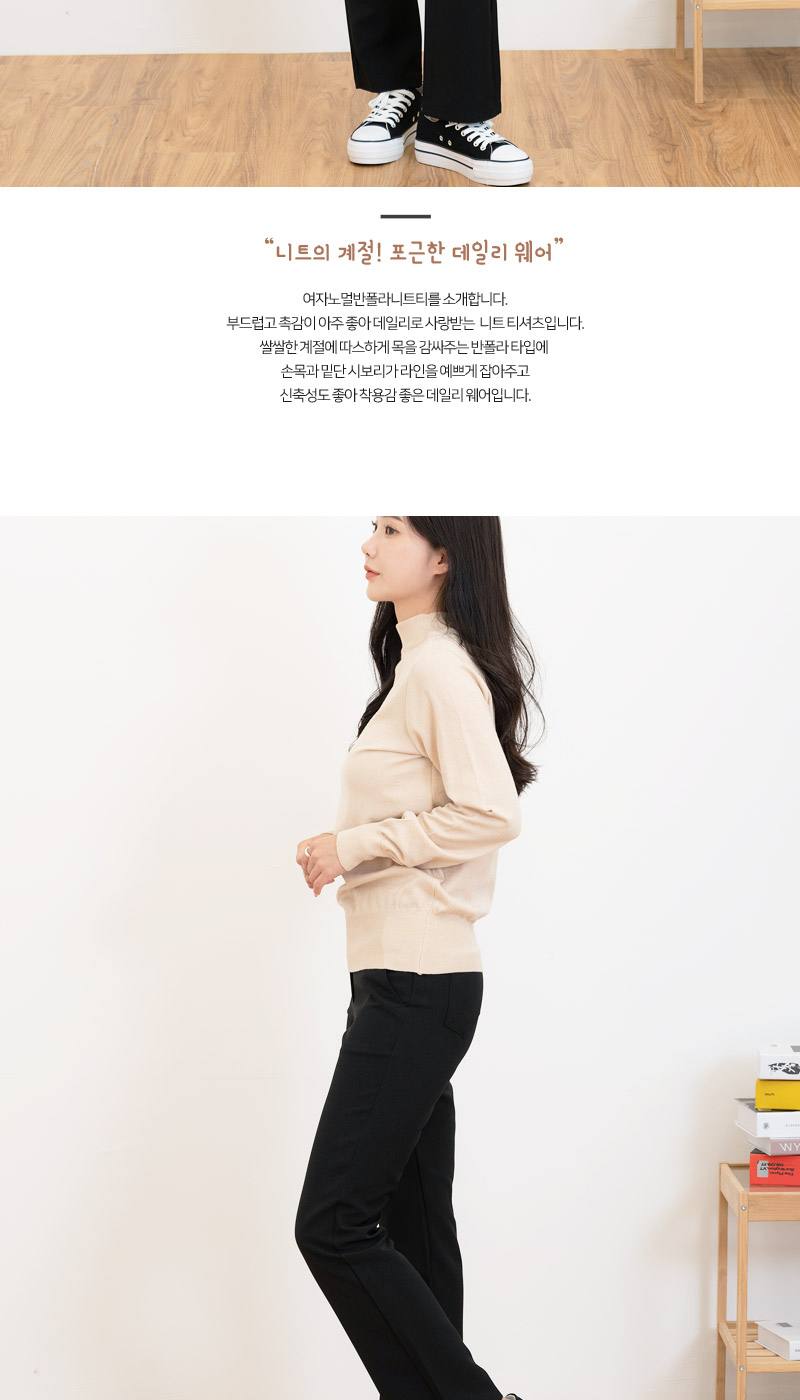 “니트의 계절! 포근한 데일리 웨어”
여자노멀반폴라니트티를 소개합니다.
부드럽고 촉감이 아주 좋아 데일리로 사랑받는 니트 티셔츠입니다.
쌀쌀한 계절에 따스하게 목을 감싸주는 반폴라 타입에
손목과 밑단 시보리가 라인을 예쁘게 잡아주고
신축성도 좋아 착용감 좋은 데일리 웨어입니다.
WY